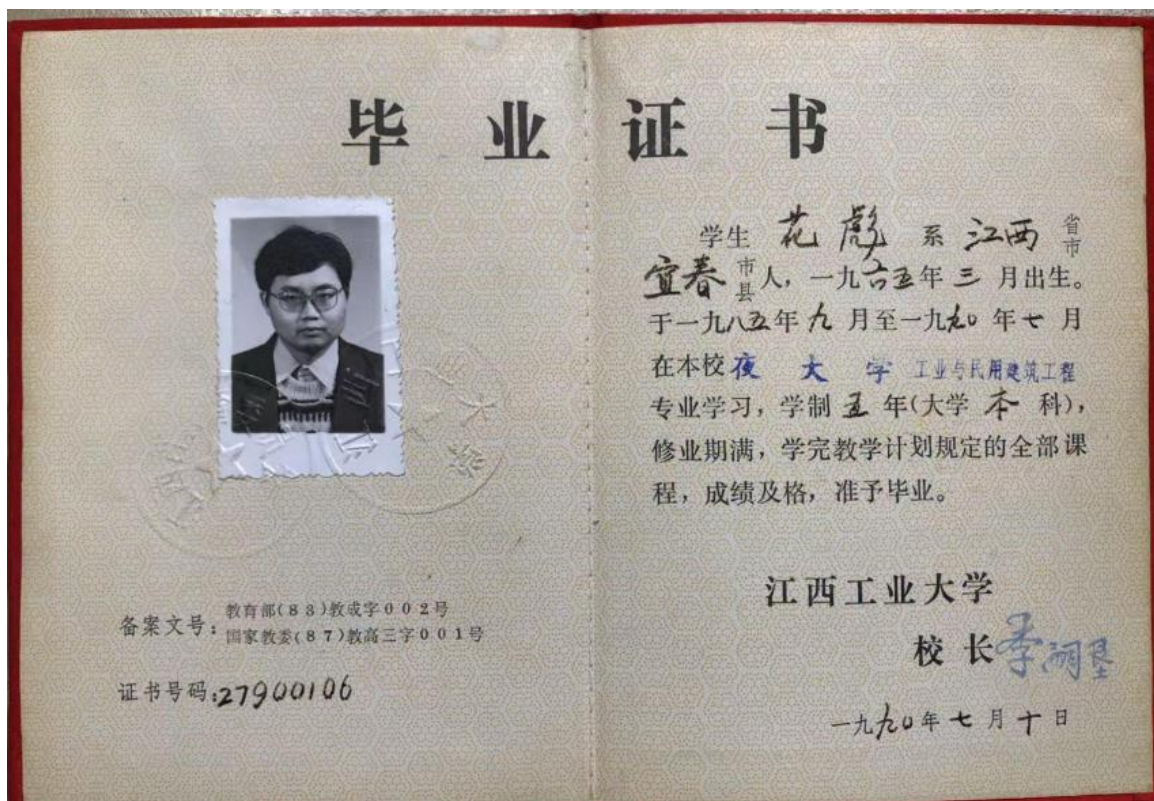 毕业证书
学生 花彪 系 江西 省市
宜春 市县人，一九六五年三月出生。
于一九八五年九月至一九九0年七月
在本校夜大学 工业与民用建筑工程
专业学习，学制五年(大学本科)，
修业期满，学完教学计划规定的全部课
程，成绩及格，准予毕业。
江西工业大学
校长李嗣垦
一九九0年七月十日
备案文号：教育部(83)教成字002号
国家教委(87)教高三字001号
证书号码:27900106